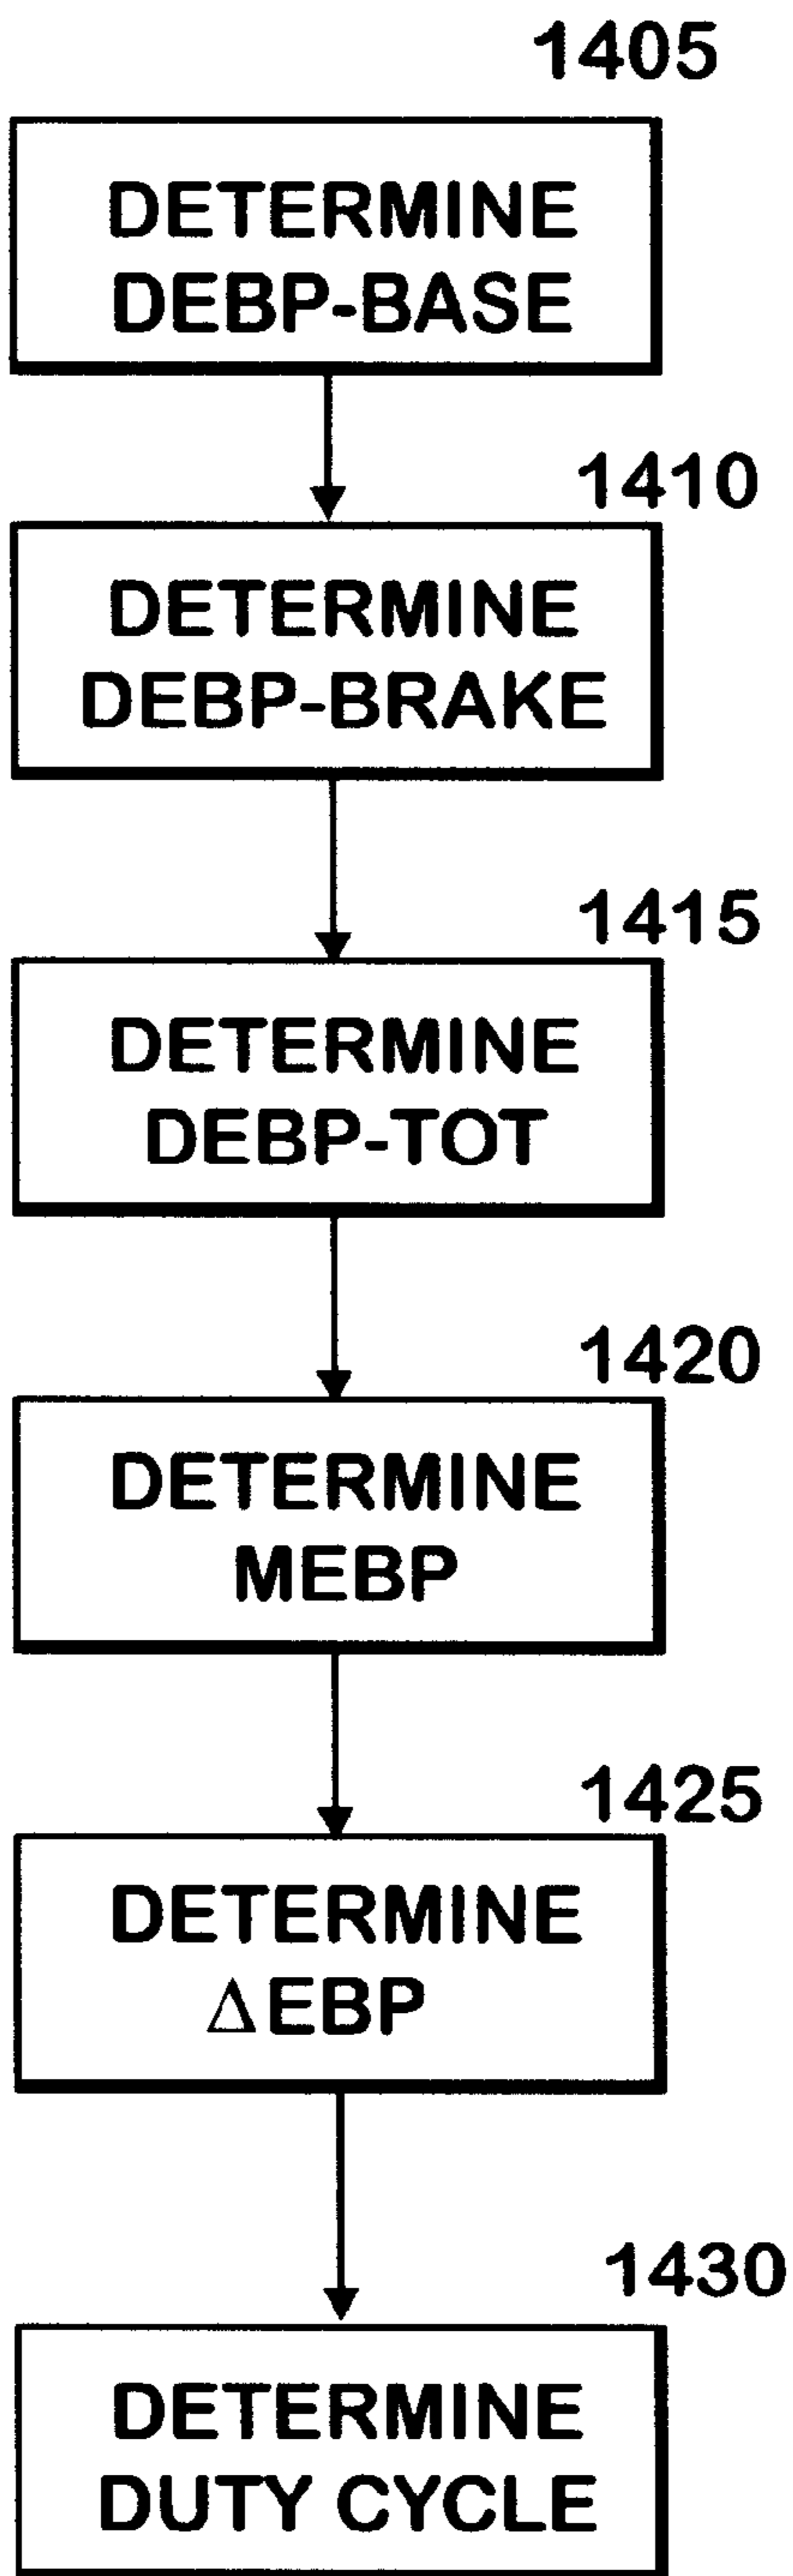 1405
DETERMINE
DEBP-BASE
1410
DETERMINE
DEBP-BRAKE
1415
DETERMINE
DEBP-TOT
1420
DETERMINE
MEBP
1425
DETERMINE
ΔEBP
1430
DETERMINE
DUTY CYCLE